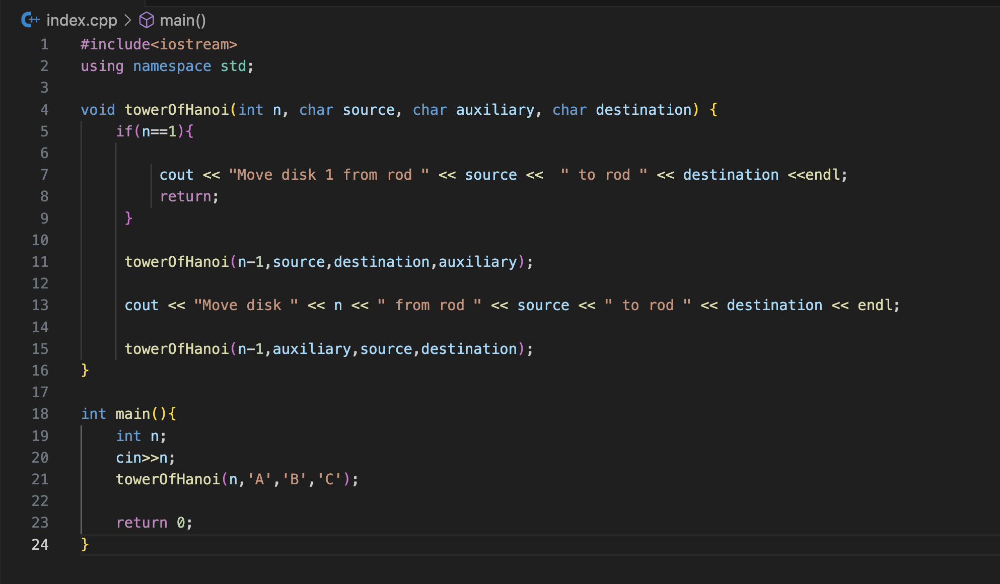 C++ index.cpp > main()
1 #include<iostream>
2 using namespace std;
3
4 void towerOfHanoi(int n, char source, char auxiliary, char destination) {
5     if(n==1){
6
7          cout << "Move disk 1 from rod " << source <<  " to rod " << destination <<endl;
8          return;
9      }
10
11      towerOfHanoi(n-1,source,destination,auxiliary);
12
13      cout << "Move disk " << n << " from rod " << source << " to rod " << destination << endl;
14
15      towerOfHanoi(n-1,auxiliary,source,destination);
16 }
17
18 int main(){
19     int n;
20     cin>>n;
21     towerOfHanoi(n,'A','B','C');
22
23     return 0;
24 }